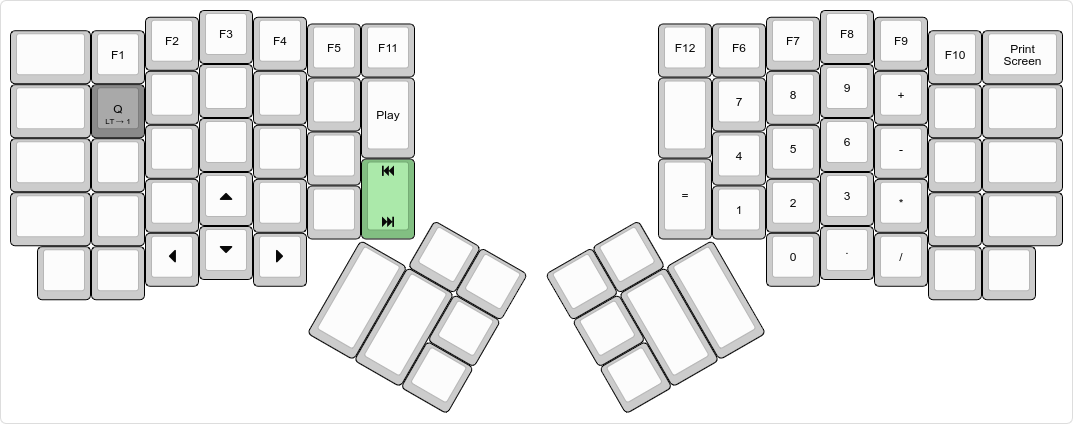 F1
F2
F3
F4
F5
F11
F12
F6
F7
F8
F9
F10
Print
Screen
Q
LT → 1
Play
7
8
9
+
4
5
6
-
=
1
2
3
*
0
.
/